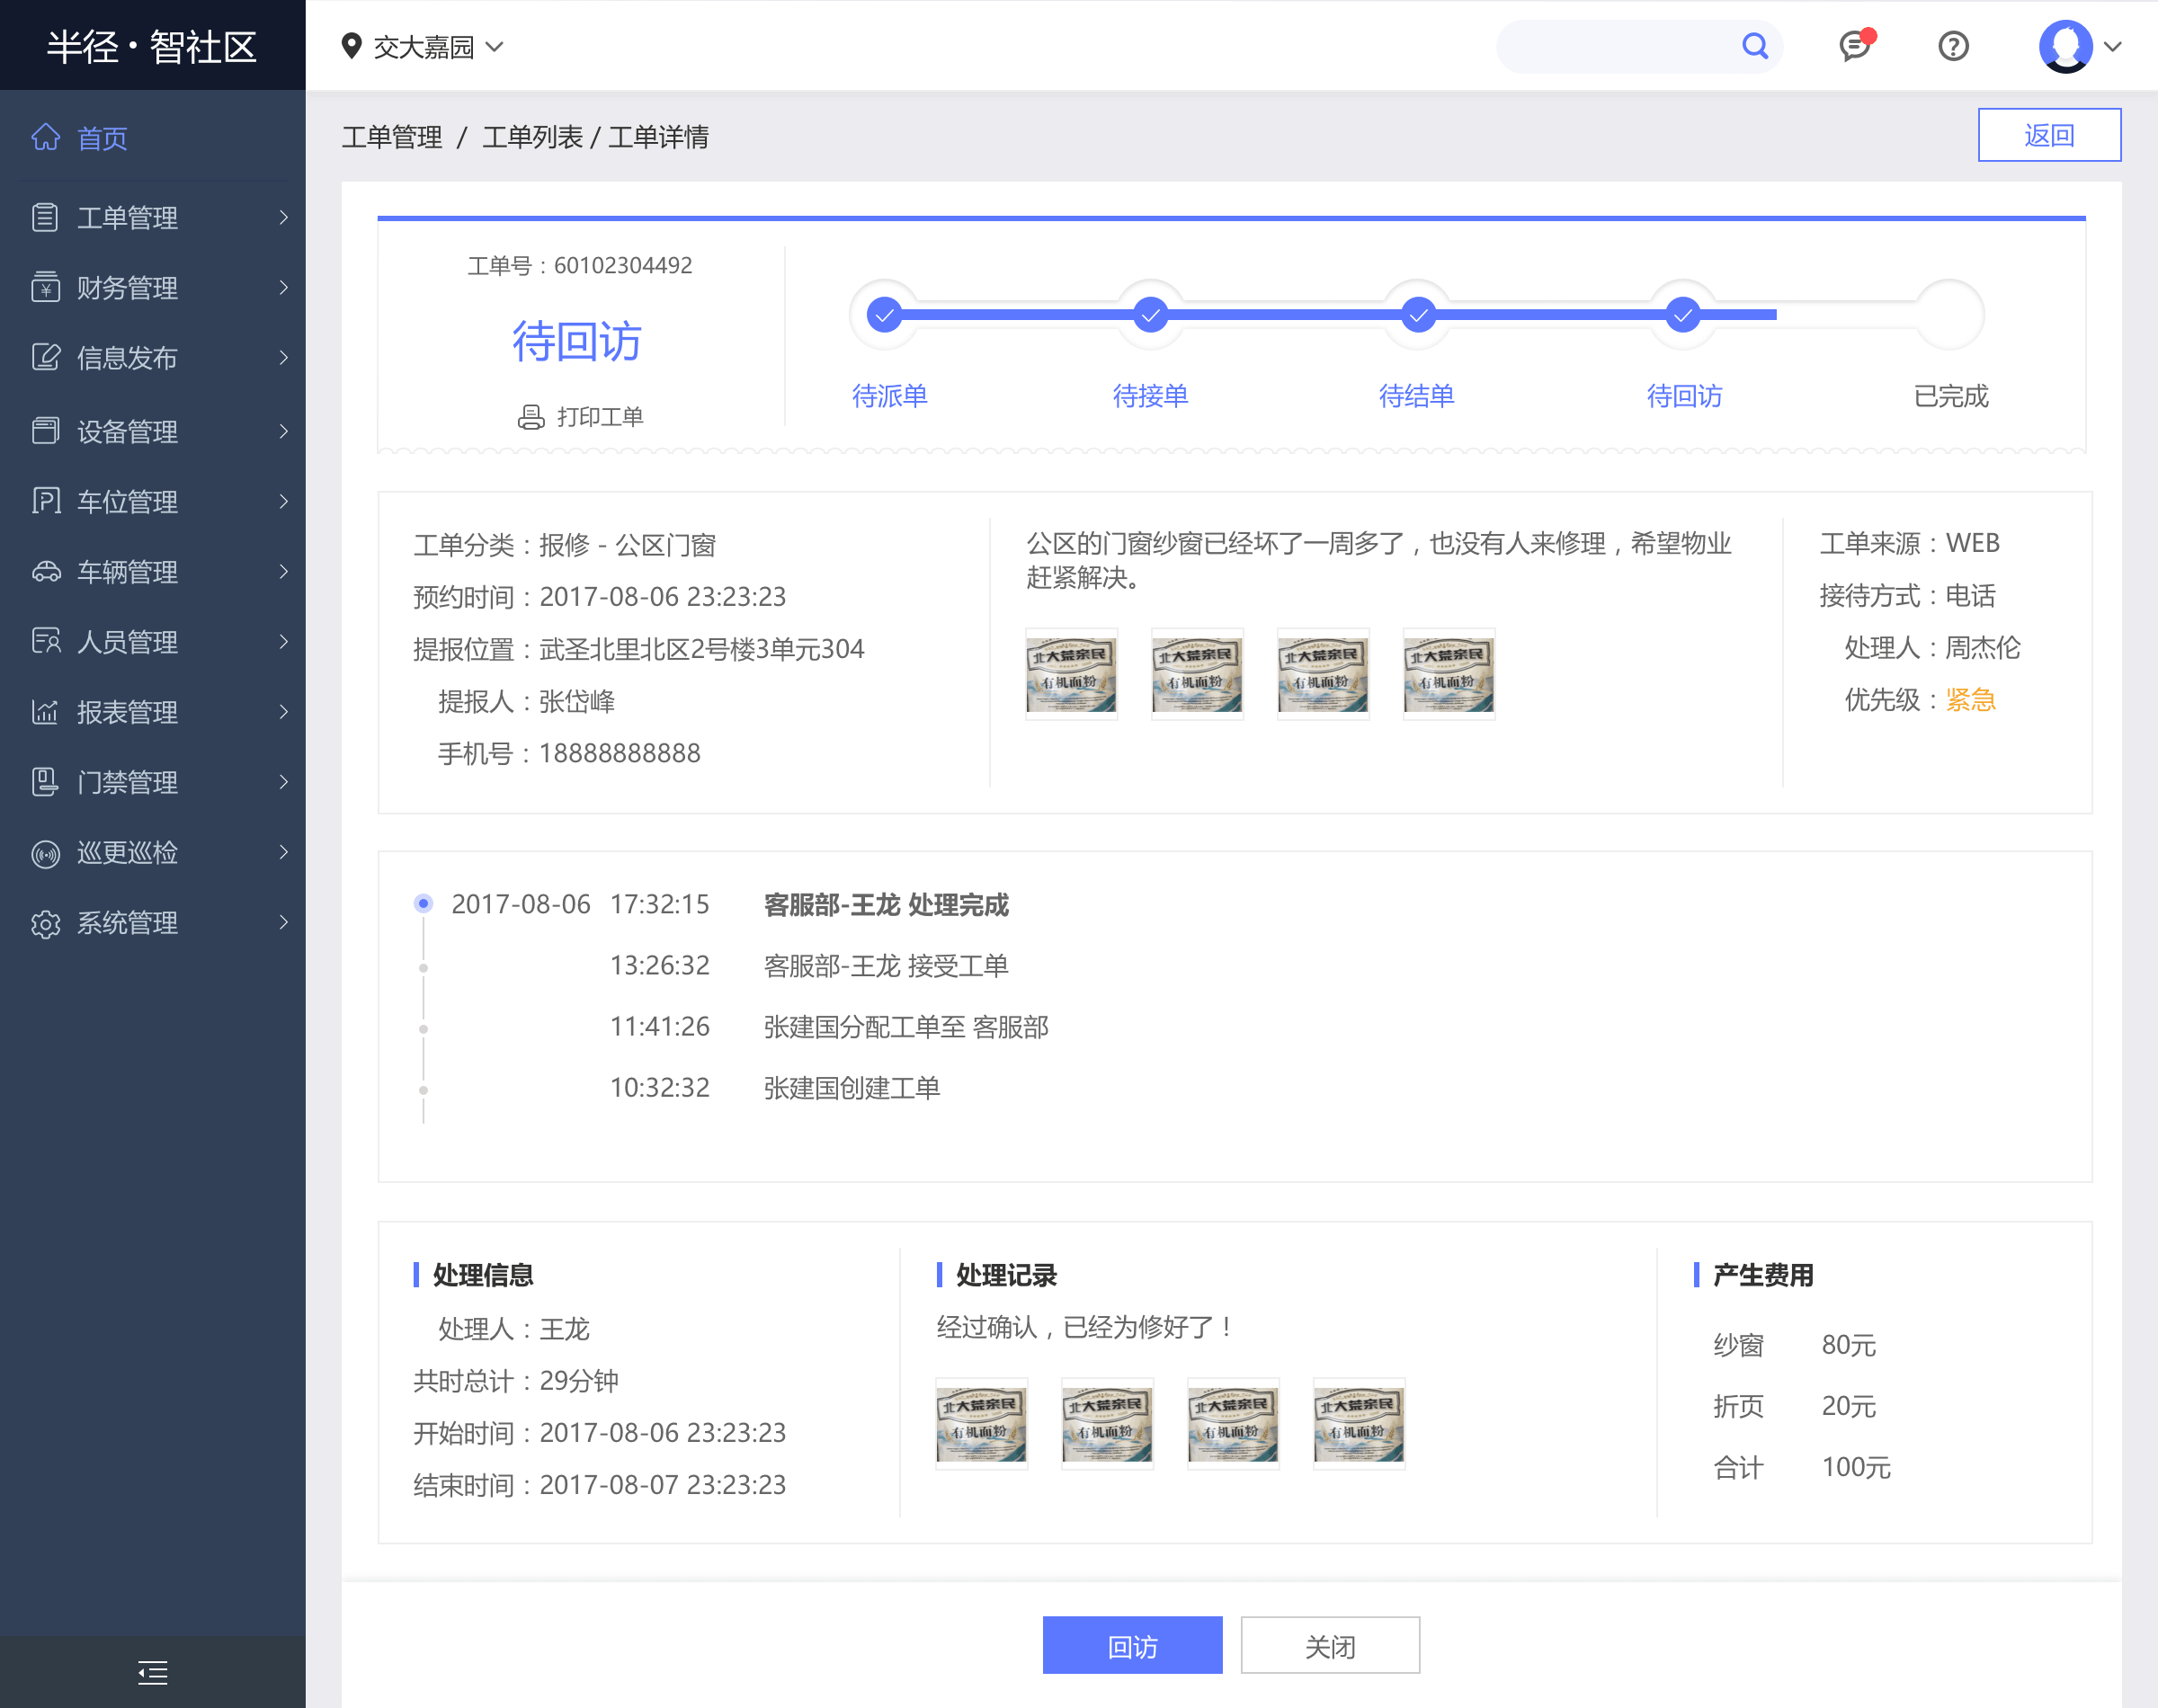 半径·智社区
交大嘉园
首页
工单管理
财务管理
信息发布
设备管理
车位管理
车辆管理
人员管理
报表管理
门禁管理
巡更巡检
系统管理
工单管理 / 工单列表 / 工单详情
返回
工单号：60102304492
待回访
打印工单
待派单
待接单
待结单
待回访
已完成
工单分类：报修 - 公区门窗
预约时间：2017-08-06 23:23:23
提报位置：武圣北里北区2号楼3单元304
提报人：张岱峰
手机号：18888888888
公区的门窗纱窗已经坏了一周多了，也没有人来修理，希望物业
赶紧解决。
北大荒亲民
有机面粉
北大荒亲民
有机面粉
北大荒亲民
有机面粉
北大荒亲民
有机面粉
工单来源：WEB
接待方式：电话
处理人：周杰伦
优先级：紧急
2017-08-06 17:32:15 客服部-王龙 处理完成
13:26:32 客服部-王龙 接受工单
11:41:26 张建国分配工单至 客服部
10:32:32 张建国创建工单
处理信息
处理人：王龙
共时总计：29分钟
开始时间：2017-08-06 23:23:23
结束时间：2017-08-07 23:23:23
处理记录
经过确认，已经为修好了！
北大荒亲民
有机面粉
北大荒亲民
有机面粉
北大荒亲民
有机面粉
北大荒亲民
有机面粉
产生费用
纱窗 80元
折页 20元
合计 100元
回访
关闭